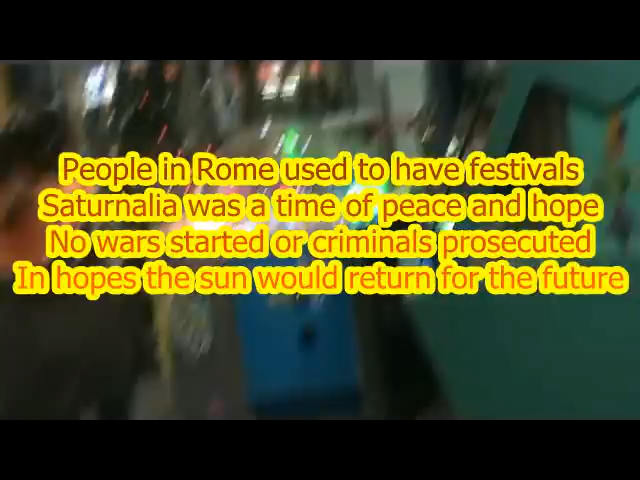 People in Rome used to have festivals
Saturnalia was a time of peace and hope
No wars started or criminals prosecuted
In hopes the sun would return for the future